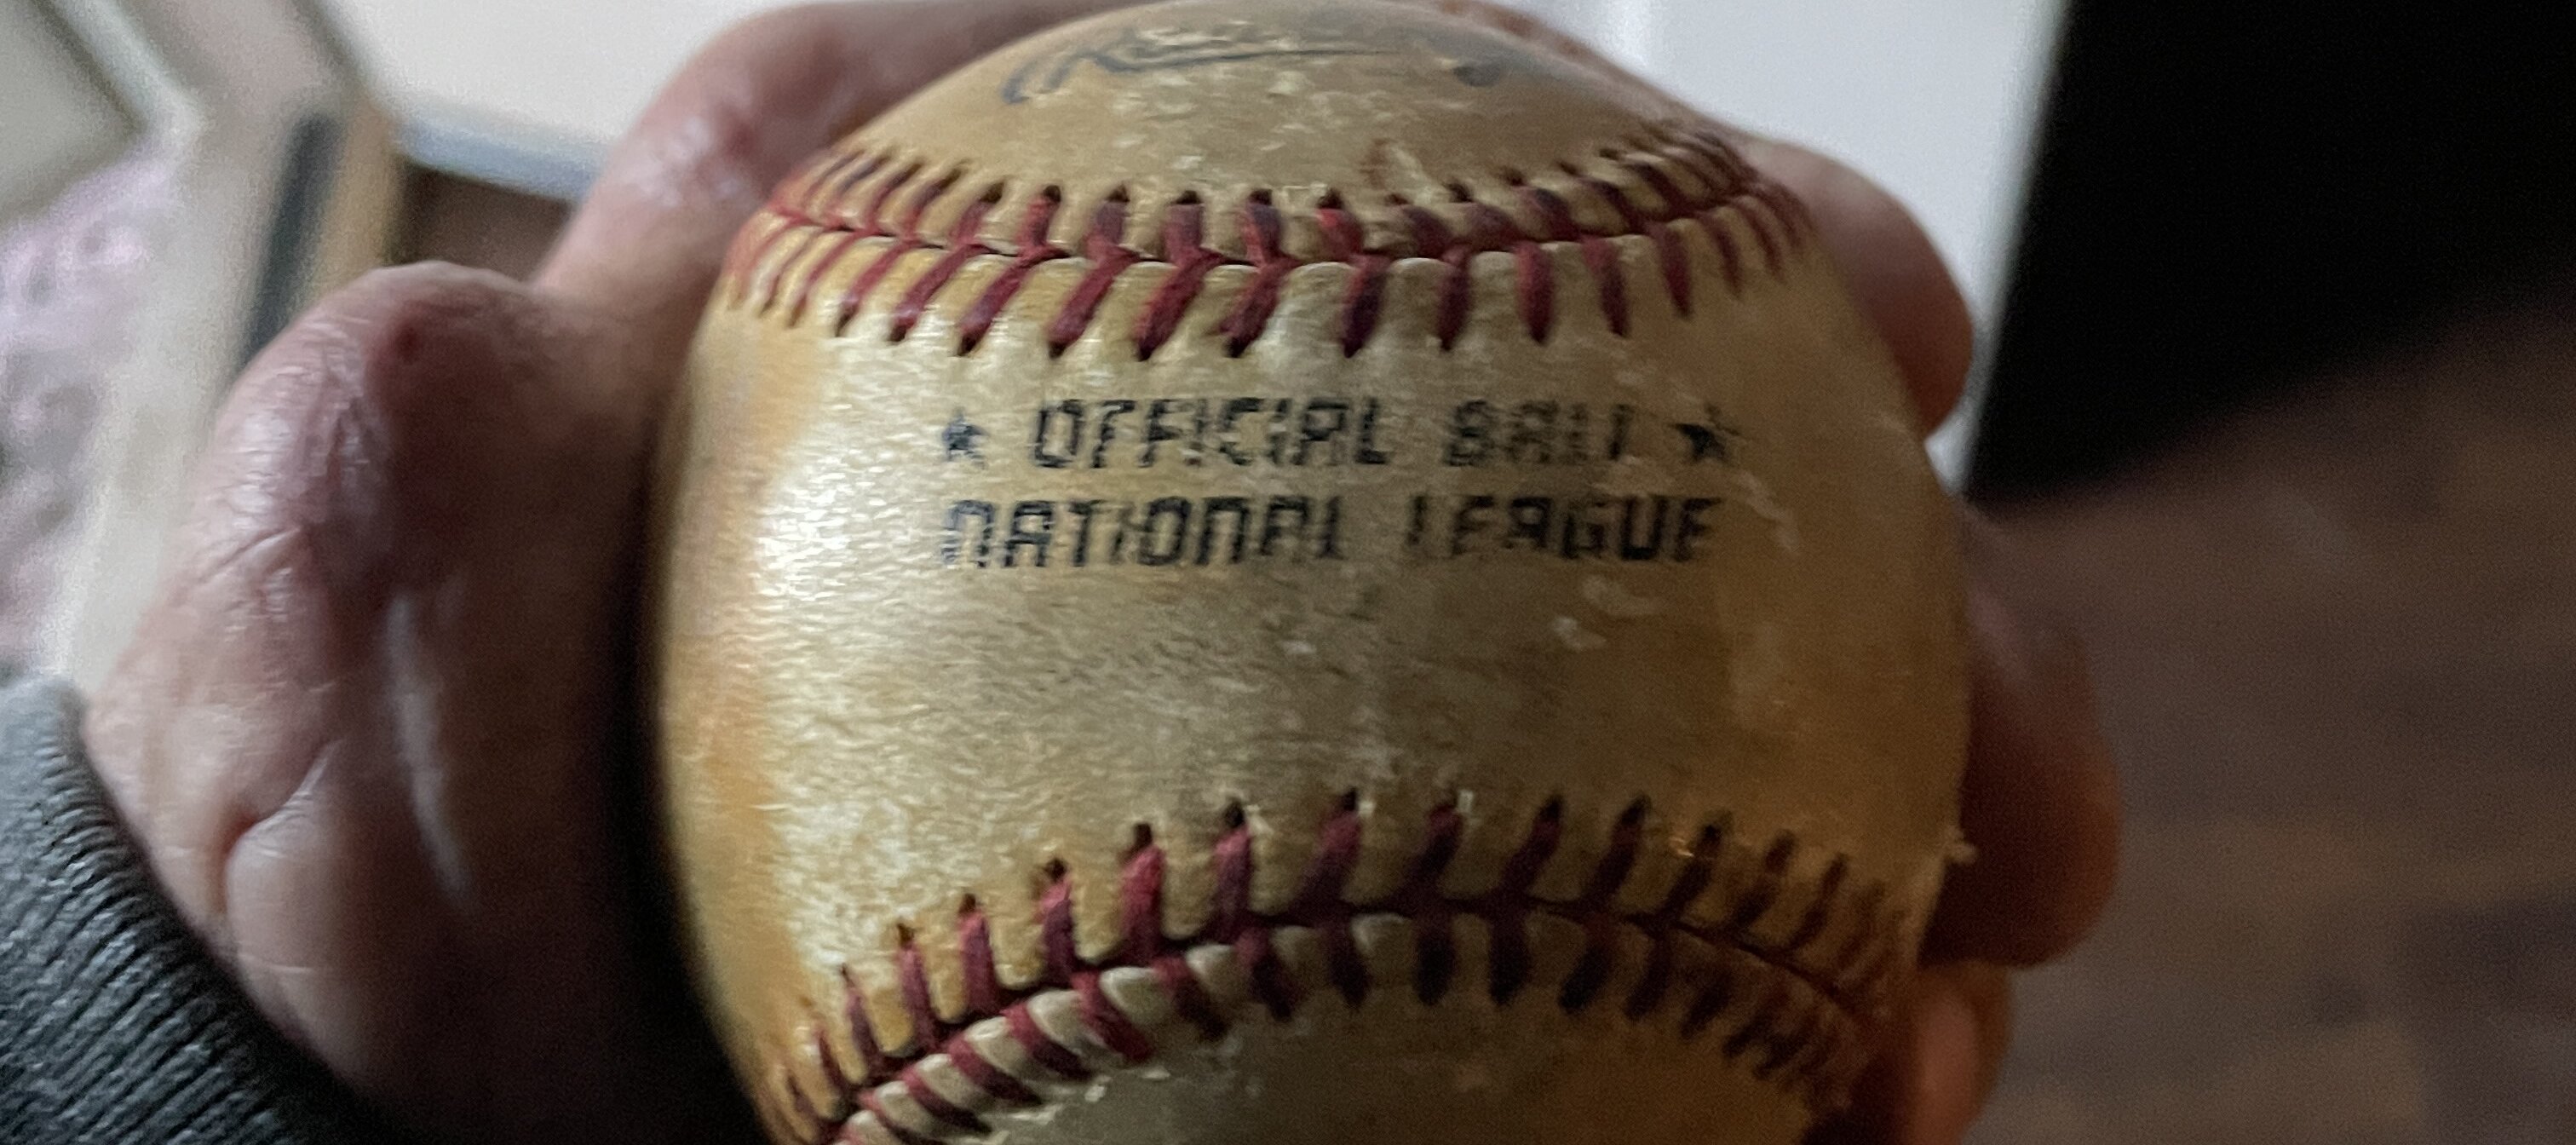 ★ OFFICIAL BALL ★
NATIONAL LEAGUE